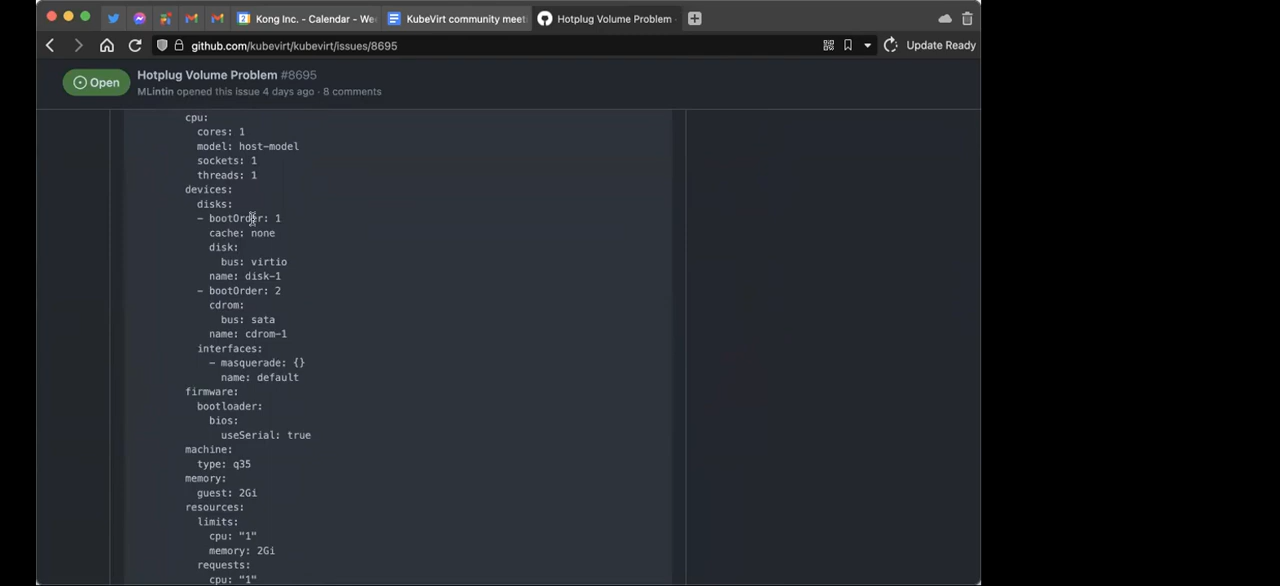 Kong Inc. - Calendar - We
KubeVirt community meeti
Hotplug Volume Problem
github.com/kubevirt/kubevirt/issues/8695
Update Ready
Open
Hotplug Volume Problem #8695
MLintin opened this issue 4 days ago · 8 comments
cpu:
cores: 1
model: host-model
sockets: 1
threads: 1
devices:
disks:
- bootOrder: 1
cache: none
disk:
bus: virtio
name: disk-1
- bootOrder: 2
cdrom:
bus: sata
name: cdrom-1
interfaces:
- masquerade: {}
name: default
firmware:
bootloader:
bios:
useSerial: true
machine:
type: q35
memory:
guest: 2Gi
resources:
limits:
cpu: "1"
memory: 2Gi
requests:
cpu: "1"